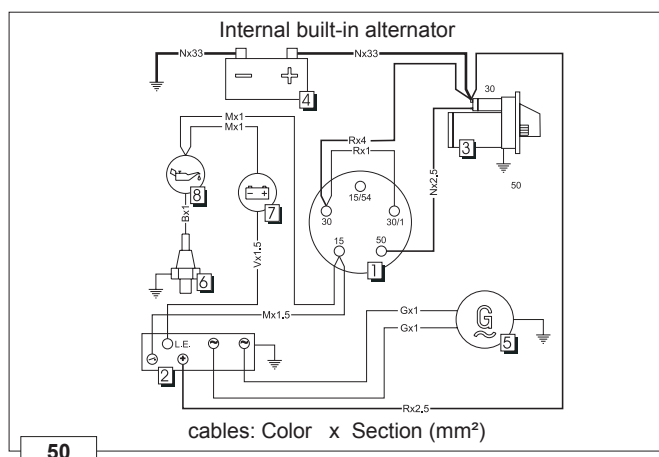 Internal built-in alternator
Nx33
Nx33
4
30
Mx1
Mx1
Rx4
Rx1
3
Nx2.5
50
8
7
15/54
30
30/1
15
50
1
Bx1
Vx1.5
6
Mx1.5
Gx1
Gx1
G
5
L.E.
2
Rx2.5
cables: Color x Section (mm²)
50